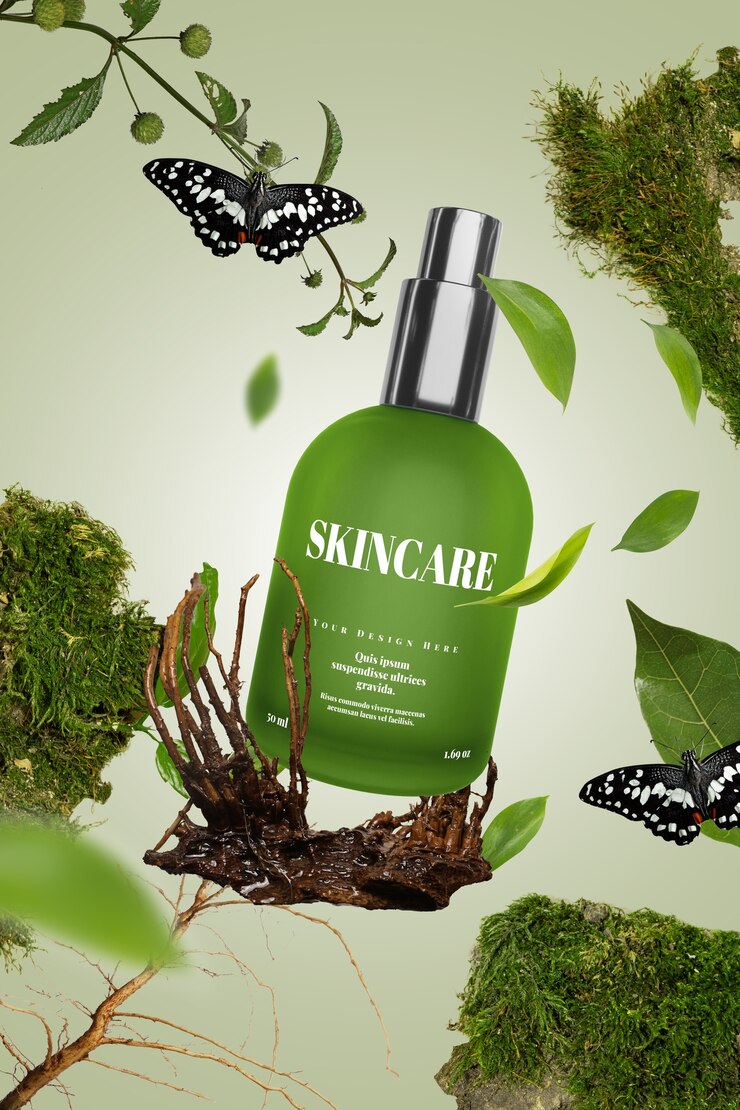 SKINCARE
YOUR DESIGN HERE
Quis ipsum
suspendisse ultrices
gravida.
Risus commodo viverra maecenas
accumsan lacus vel facilisis.
50 ml
1.69 oz